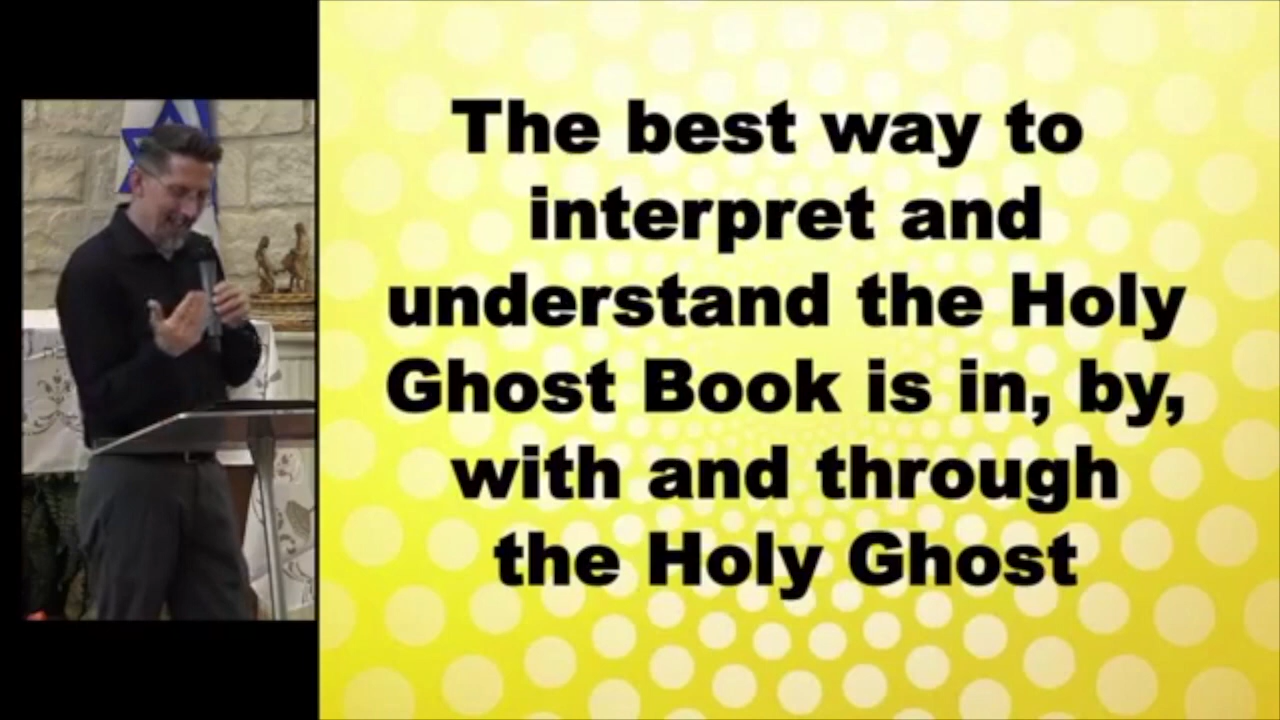 The best way to
interpret and
understand the Holy
Ghost Book is in, by,
with and through
the Holy Ghost